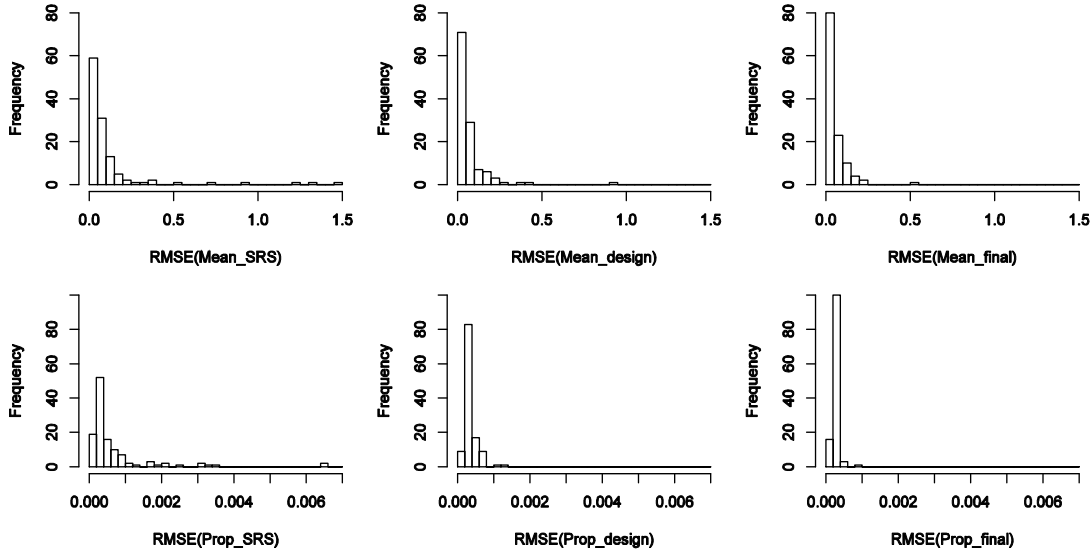 80
60
40
20
0
Frequency
0.0 0.5 1.0 1.5
RMSE(Mean_SRS)
80
60
40
20
0
Frequency
0.0 0.5 1.0 1.5
RMSE(Mean_design)
80
60
40
20
0
Frequency
0.0 0.5 1.0 1.5
RMSE(Mean_final)
80
60
40
20
0
Frequency
0.000 0.002 0.004 0.006
RMSE(Prop_SRS)
80
60
40
20
0
Frequency
0.000 0.002 0.004 0.006
RMSE(Prop_design)
80
60
40
20
0
Frequency
0.000 0.002 0.004 0.006
RMSE(Prop_final)